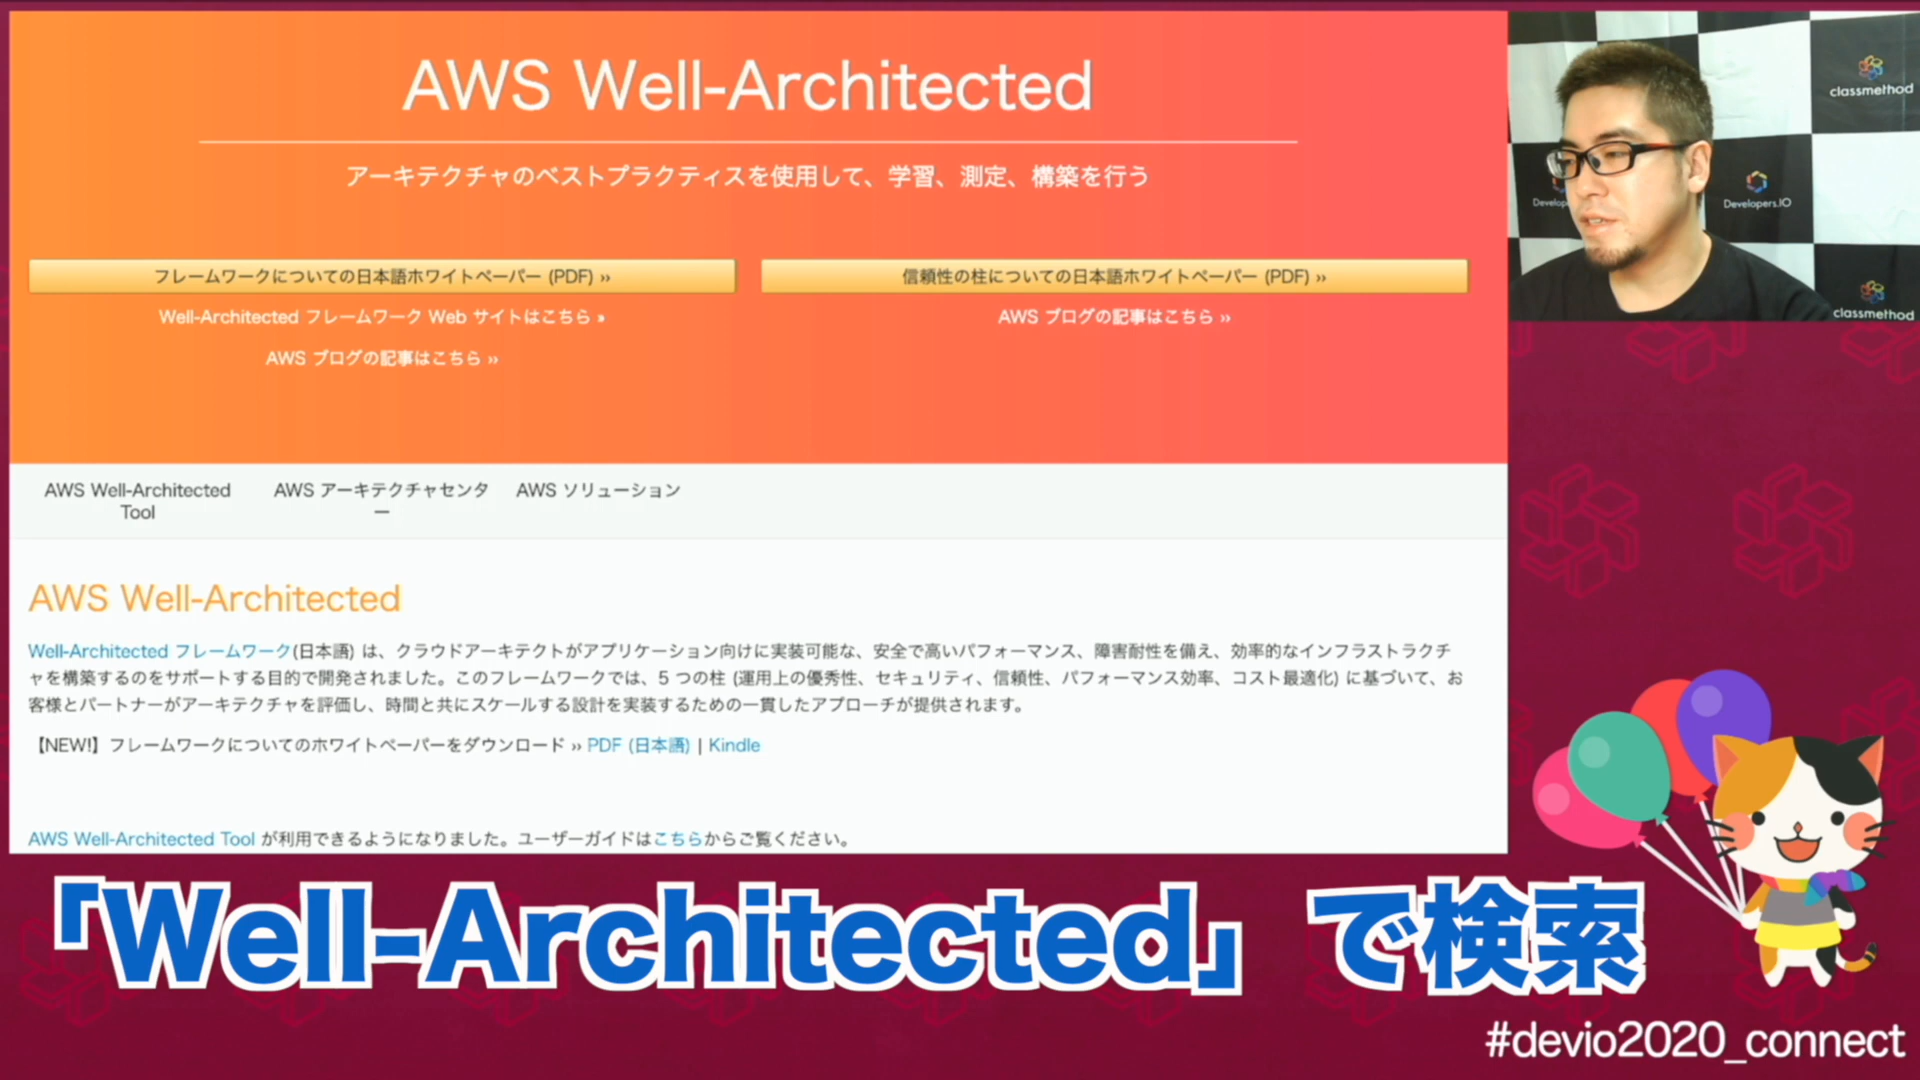 AWS Well-Architected
アーキテクチャのベストプラクティスを使用して、学習、測定、構築を行う
フレームワークについての日本語ホワイトペーパー (PDF) ››
信頼性の柱についての日本語ホワイトペーパー (PDF) ››
Well-Architected フレームワーク Web サイトはこちら »
AWS ブログの記事はこちら ››
AWS ブログの記事はこちら ››
AWS Well-Architected
Tool
AWS アーキテクチャセンタ
ー
AWS ソリューション
AWS Well-Architected
Well-Architected フレームワーク(日本語) は、クラウドアーキテクトがアプリケーション向けに実装可能な、安全で高いパフォーマンス、障害耐性を備え、効率的なインフラストラクチ
ャを構築するのをサポートする目的で開発されました。このフレームワークでは、5 つの柱 (運用上の優秀性、セキュリティ、信頼性、パフォーマンス効率、コスト最適化) に基づいて、お
客様とパートナーがアーキテクチャを評価し、時間と共にスケールする設計を実装するための一貫したアプローチが提供されます。
【NEW!】フレームワークについてのホワイトペーパーをダウンロード ›› PDF (日本語) | Kindle
AWS Well-Architected Tool が利用できるようになりました。ユーザーガイドはこちらからご覧ください。
classmethod
Develop
Developers.IO
classmethod
「Well-Architected」で検索
#devio2020_connect